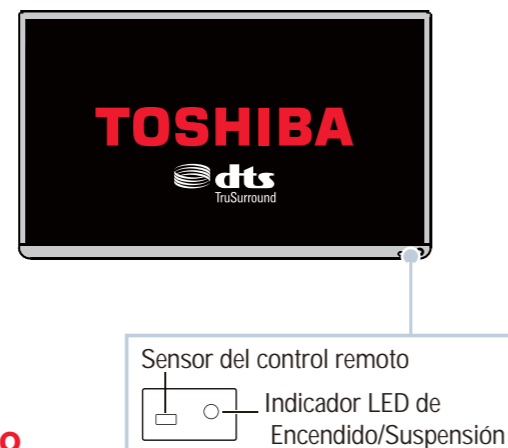 TOSHIBA
dts
TruSurround
Sensor del control remoto
Indicador LED de
Encendido/Suspensión
o